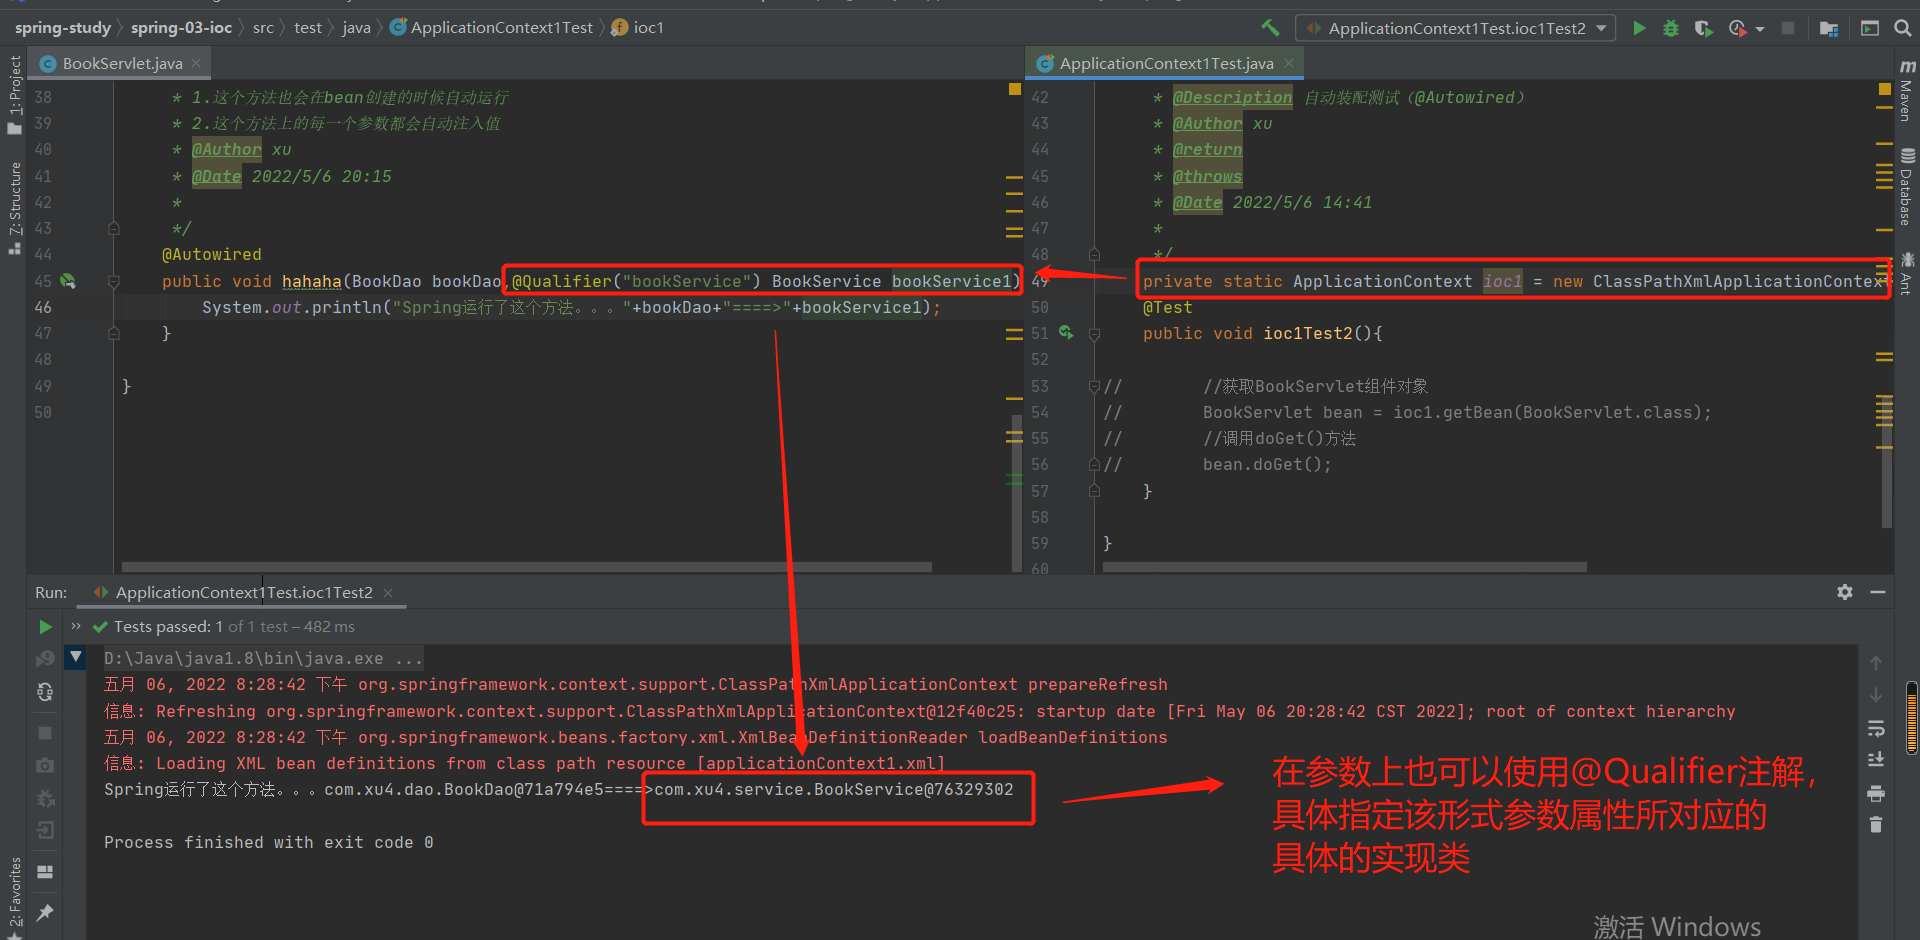 spring-study spring-03-ioc src test java ApplicationContext1Test ioc1
ApplicationContext1Test.ioc1Test2
1: Project
7: Structure
2: Favorites
BookServlet.java
38 * 1.这个方法也会在bean创建的时候自动运行
39 * 2.这个方法上的每一个参数都会自动注入值
40 * @Author xu
41 * @Date 2022/5/6 20:15
42 *
43 */
44 @Autowired
45 public void hahaha(BookDao bookDao,@Qualifier("bookService") BookService bookService1)
46 System.out.println("Spring运行了这个方法。。。"+bookDao+"====>"+bookService1);
47 }
48
49 }
50
ApplicationContext1Test.java
42 * @Description 自动装配测试（@Autowired）
43 * @Author xu
44 * @return
45 * @throws
46 * @Date 2022/5/6 14:41
47 *
48 */
49 private static ApplicationContext ioc1 = new ClassPathXmlApplicationContex
50 @Test
51 public void ioc1Test2(){
52
53 // //获取BookServlet组件对象
54 // BookServlet bean = ioc1.getBean(BookServlet.class);
55 // //调用doGet()方法
56 // bean.doGet();
57 }
58
59 }
60
Maven
Database
Ant
Run: ApplicationContext1Test.ioc1Test2
Tests passed: 1 of 1 test – 482 ms
D:\Java\java1.8\bin\java.exe ...
五月 06, 2022 8:28:42 下午 org.springframework.context.support.ClassPathXmlApplicationContext prepareRefresh
信息: Refreshing org.springframework.context.support.ClassPathXmlApplicationContext@12f40c25: startup date [Fri May 06 20:28:42 CST 2022]; root of context hierarchy
五月 06, 2022 8:28:42 下午 org.springframework.beans.factory.xml.XmlBeanDefinitionReader loadBeanDefinitions
信息: Loading XML bean definitions from class path resource [applicationContext1.xml]
Spring运行了这个方法。。。com.xu4.dao.BookDao@71a794e5====>com.xu4.service.BookService@76329302
Process finished with exit code 0
在参数上也可以使用@Qualifier注解，
具体指定该形式参数属性所对应的
具体的实现类
激活 Windows